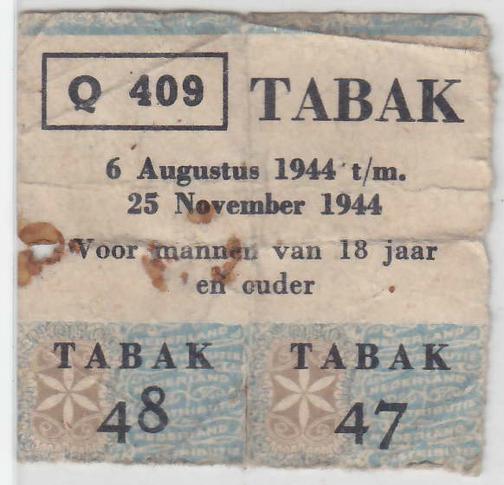 Q 409 TABAK
6 Augustus 1944 t/m.
25 November 1944
Voor mannen van 18 jaar
en ouder
TABAK TABAK
48 47